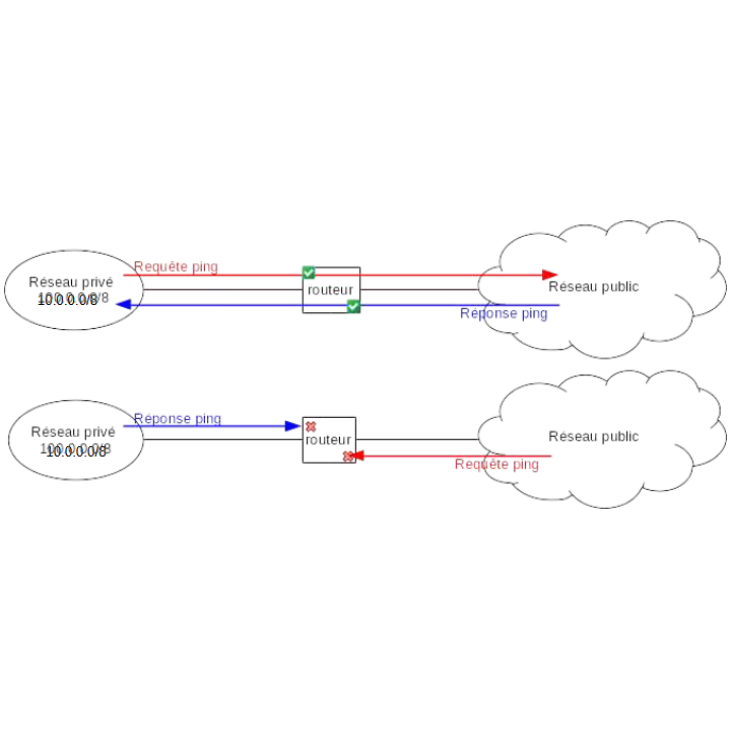 Requête ping
Réseau privé
10.0.0.0/8
routeur
Réseau public
Réponse ping
Réponse ping
Réseau privé
10.0.0.0/8
routeur
Réseau public
Requête ping